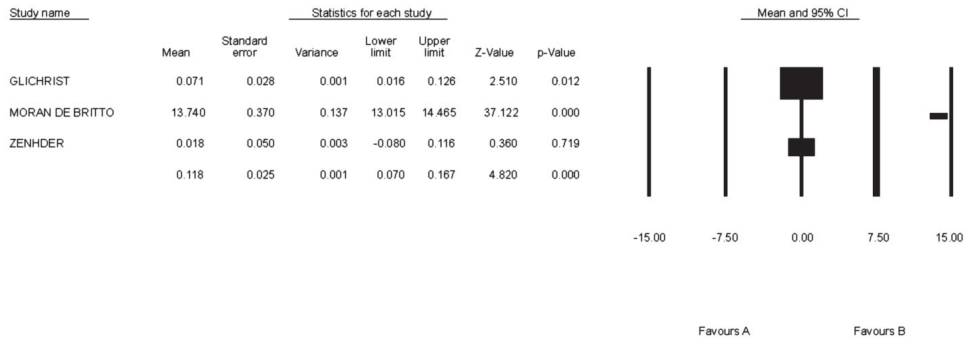 Study name Statistics for each study Mean and 95% CI
Mean Standard error Variance Lower limit Upper limit Z-Value p-Value
GLICHRIST 0.071 0.028 0.001 0.016 0.126 2.510 0.012
MORAN DE BRITTO 13.740 0.370 0.137 13.015 14.465 37.122 0.000
ZENHDER 0.018 0.050 0.003 -0.080 0.116 0.360 0.719
0.118 0.025 0.001 0.070 0.167 4.820 0.000
-15.00 -7.50 0.00 7.50 15.00
Favours A Favours B